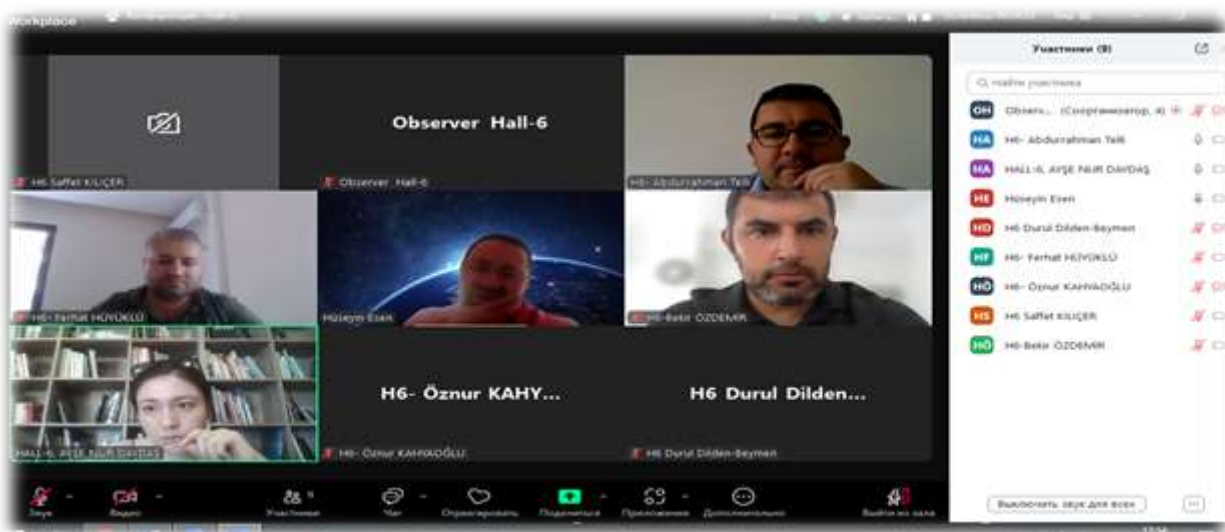 Workplace
H6 Saffet KILIÇER
Observer Hall-6
Observer Hall-6
H6- Abdurrahman Telli
H6- Ferhat HÜYÜKLÜ
Hüseyin Esen
H6-Bekir ÖZDEMİR
HALL-6, AYŞE NUR DAYDAŞ
H6- Öznur KAHY...
H6- Öznur KAHYAOĞLU
H6 Durul Dilden...
H6 Durul Dilden-Beymen
Звук
Видео
Участники
9
Чат
Отреагировать
Поделиться
Приложения
Дополнительно
Выйти из зала
Участники (9)
Найти участника
OH Observ... (Соорганизатор, я)
HA H6- Abdurrahman Telli
HA HALL-6, AYŞE NUR DAYDAŞ
HE Hüseyin Esen
HD H6 Durul Dilden-Beymen
HF H6- Ferhat HÜYÜKLÜ
HÖ H6- Öznur KAHYAOĞLU
HS H6 Saffet KILIÇER
HÖ H6-Bekir ÖZDEMİR
Выключить звук для всех